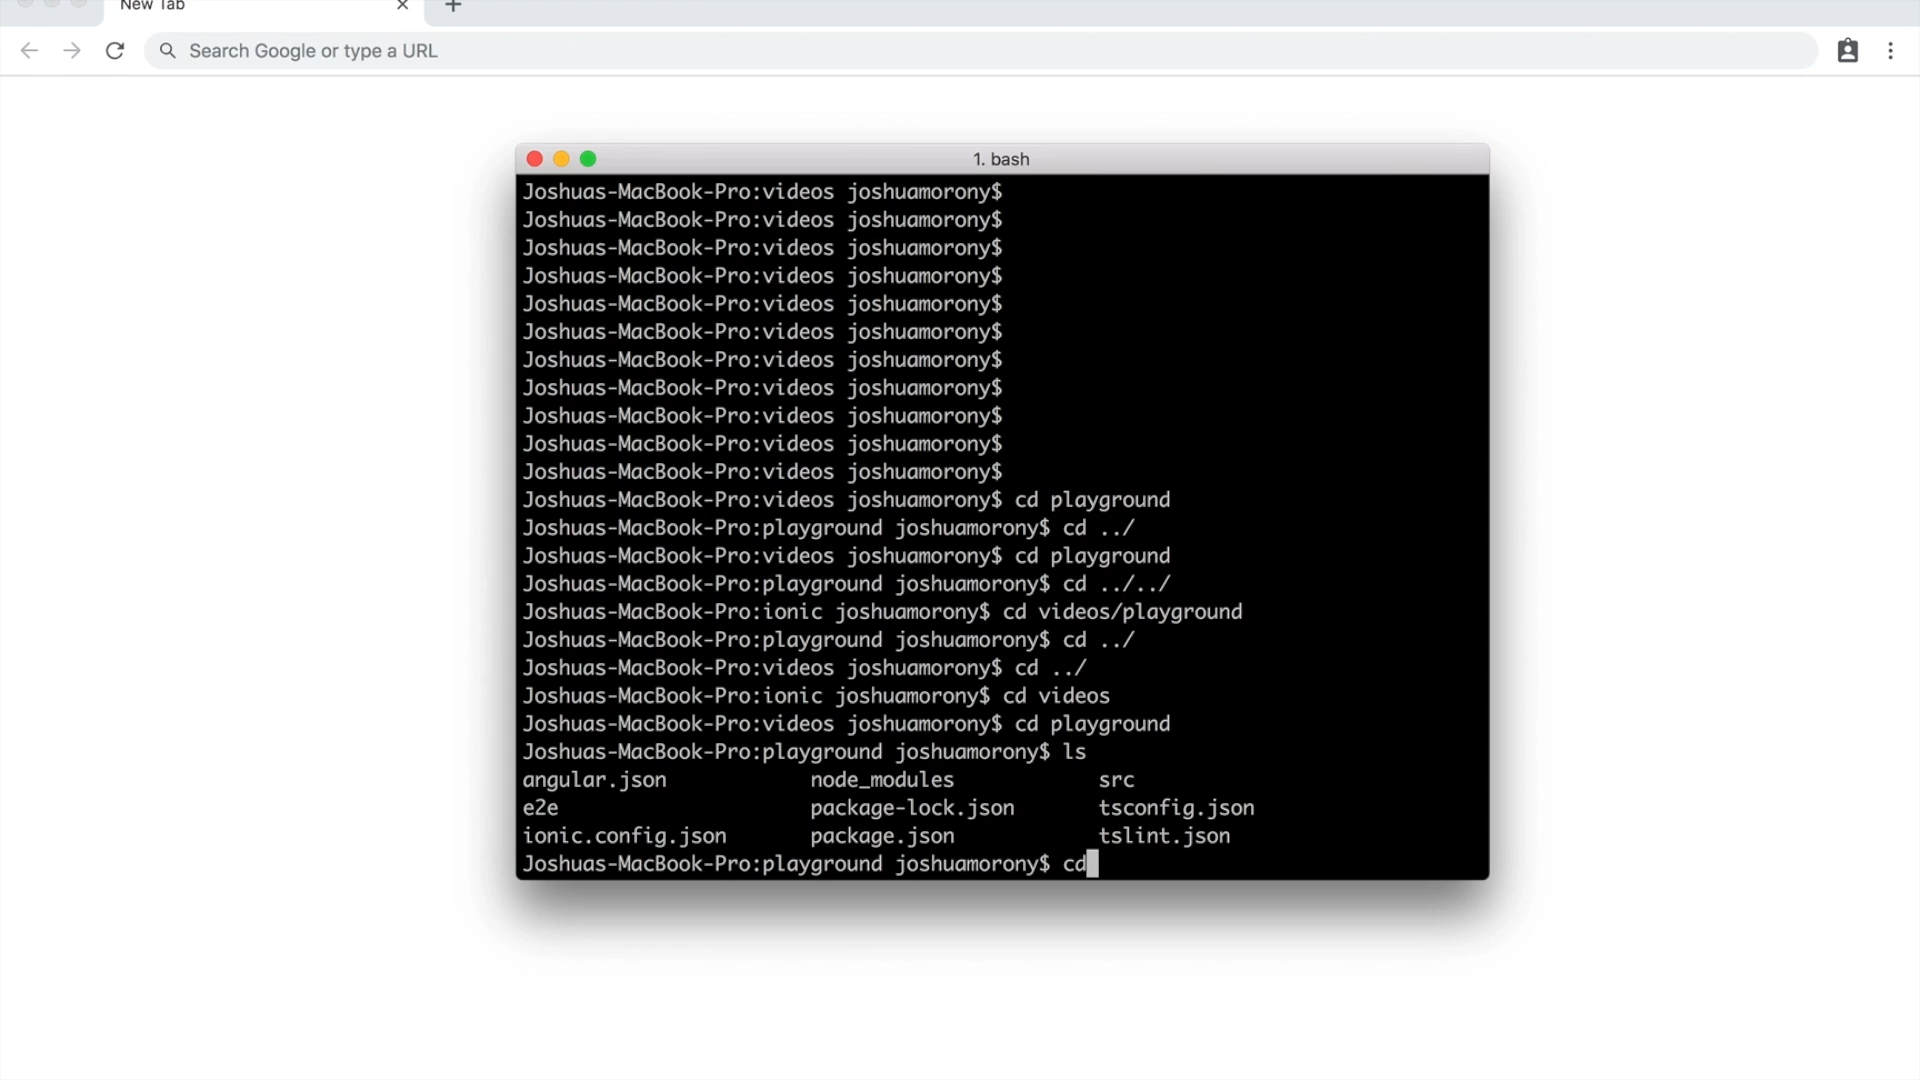 New Tab
Search Google or type a URL
1. bash
Joshuas-MacBook-Pro:videos joshuamorony$
Joshuas-MacBook-Pro:videos joshuamorony$
Joshuas-MacBook-Pro:videos joshuamorony$
Joshuas-MacBook-Pro:videos joshuamorony$
Joshuas-MacBook-Pro:videos joshuamorony$
Joshuas-MacBook-Pro:videos joshuamorony$
Joshuas-MacBook-Pro:videos joshuamorony$
Joshuas-MacBook-Pro:videos joshuamorony$
Joshuas-MacBook-Pro:videos joshuamorony$
Joshuas-MacBook-Pro:videos joshuamorony$
Joshuas-MacBook-Pro:videos joshuamorony$
Joshuas-MacBook-Pro:videos joshuamorony$ cd playground
Joshuas-MacBook-Pro:playground joshuamorony$ cd ../
Joshuas-MacBook-Pro:videos joshuamorony$ cd playground
Joshuas-MacBook-Pro:playground joshuamorony$ cd ../../
Joshuas-MacBook-Pro:ionic joshuamorony$ cd videos/playground
Joshuas-MacBook-Pro:playground joshuamorony$ cd ../
Joshuas-MacBook-Pro:videos joshuamorony$ cd ../
Joshuas-MacBook-Pro:ionic joshuamorony$ cd videos
Joshuas-MacBook-Pro:videos joshuamorony$ cd playground
Joshuas-MacBook-Pro:playground joshuamorony$ ls
angular.json node_modules src
e2e package-lock.json tsconfig.json
ionic.config.json package.json tslint.json
Joshuas-MacBook-Pro:playground joshuamorony$ cd